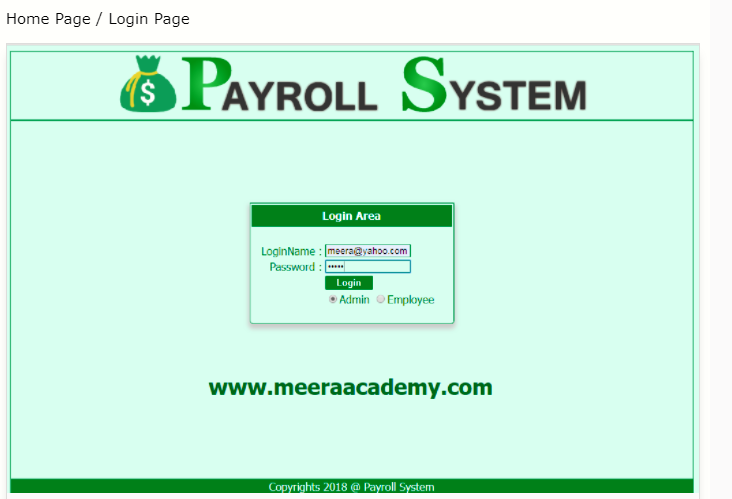 Home Page / Login Page
$ PAYROLL SYSTEM
Login Area
LoginName : meera@yahoo.com
Password : •••••
Login
Admin Employee
www.meeraacademy.com
Copyrights 2018 @ Payroll System